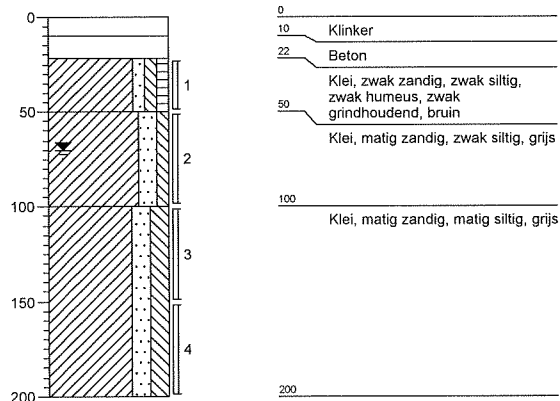 0
50
100
150
200
1
2
3
4
0
10
Klinker
22
Beton
Klei, zwak zandig, zwak siltig,
zwak humeus, zwak
grindhoudend, bruin
50
Klei, matig zandig, zwak siltig, grijs
100
Klei, matig zandig, matig siltig, grijs
200